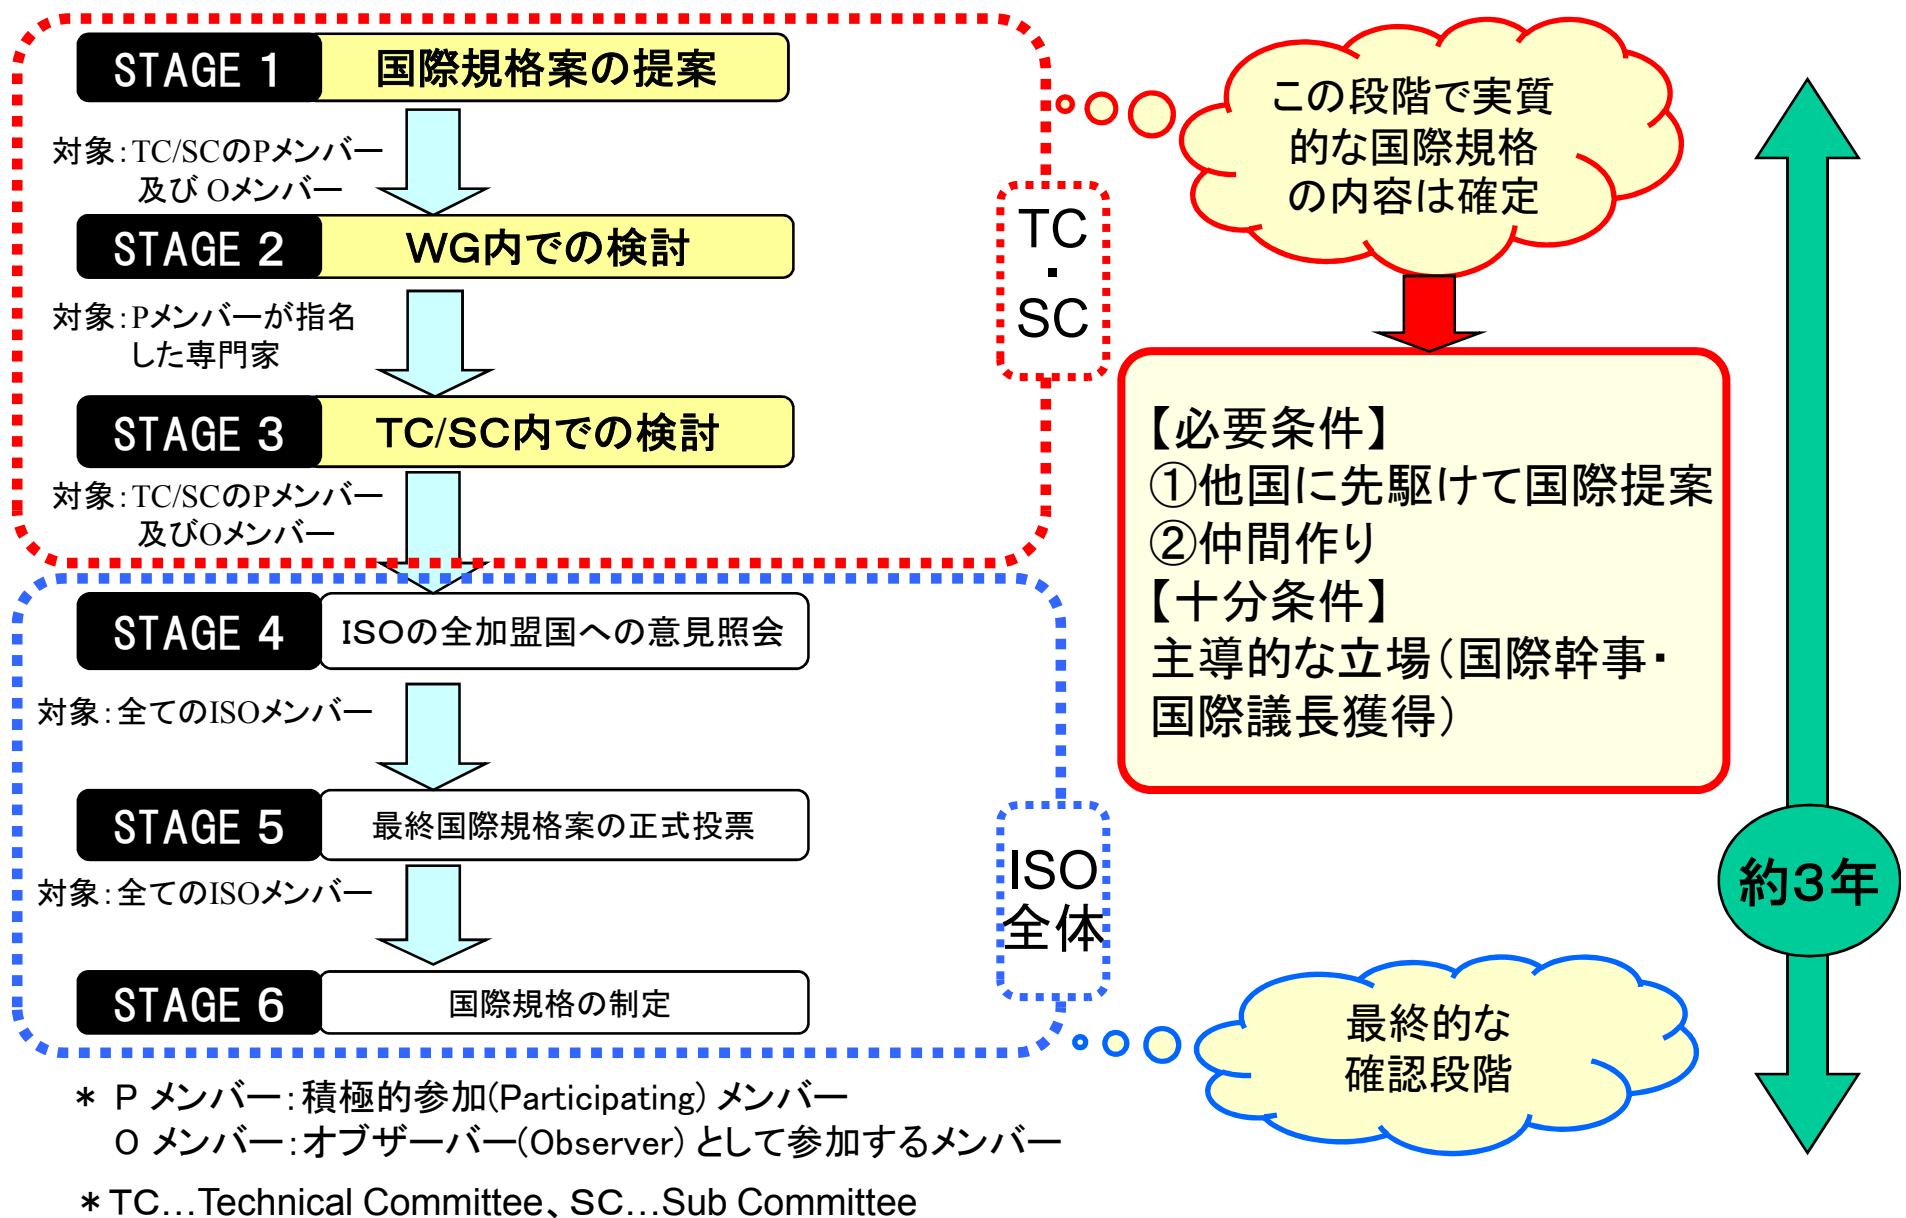 STAGE 1 国際規格案の提案
対象：TC/SCのPメンバー
及び Oメンバー
STAGE 2 WG内での検討
対象：Pメンバーが指名
した専門家
STAGE 3 TC/SC内での検討
対象：TC/SCのPメンバー
及びOメンバー
TC
・
SC
この段階で実質
的な国際規格
の内容は確定
【必要条件】
①他国に先駆けて国際提案
②仲間作り
【十分条件】
主導的な立場（国際幹事・
国際議長獲得）
STAGE 4 ISOの全加盟国への意見照会
対象：全てのISOメンバー
STAGE 5 最終国際規格案の正式投票
対象：全てのISOメンバー
STAGE 6 国際規格の制定
ISO
全体
約3年
最終的な
確認段階
＊ P メンバー：積極的参加(Participating) メンバー
O メンバー：オブザーバー(Observer) として参加するメンバー
＊TC…Technical Committee、SC…Sub Committee